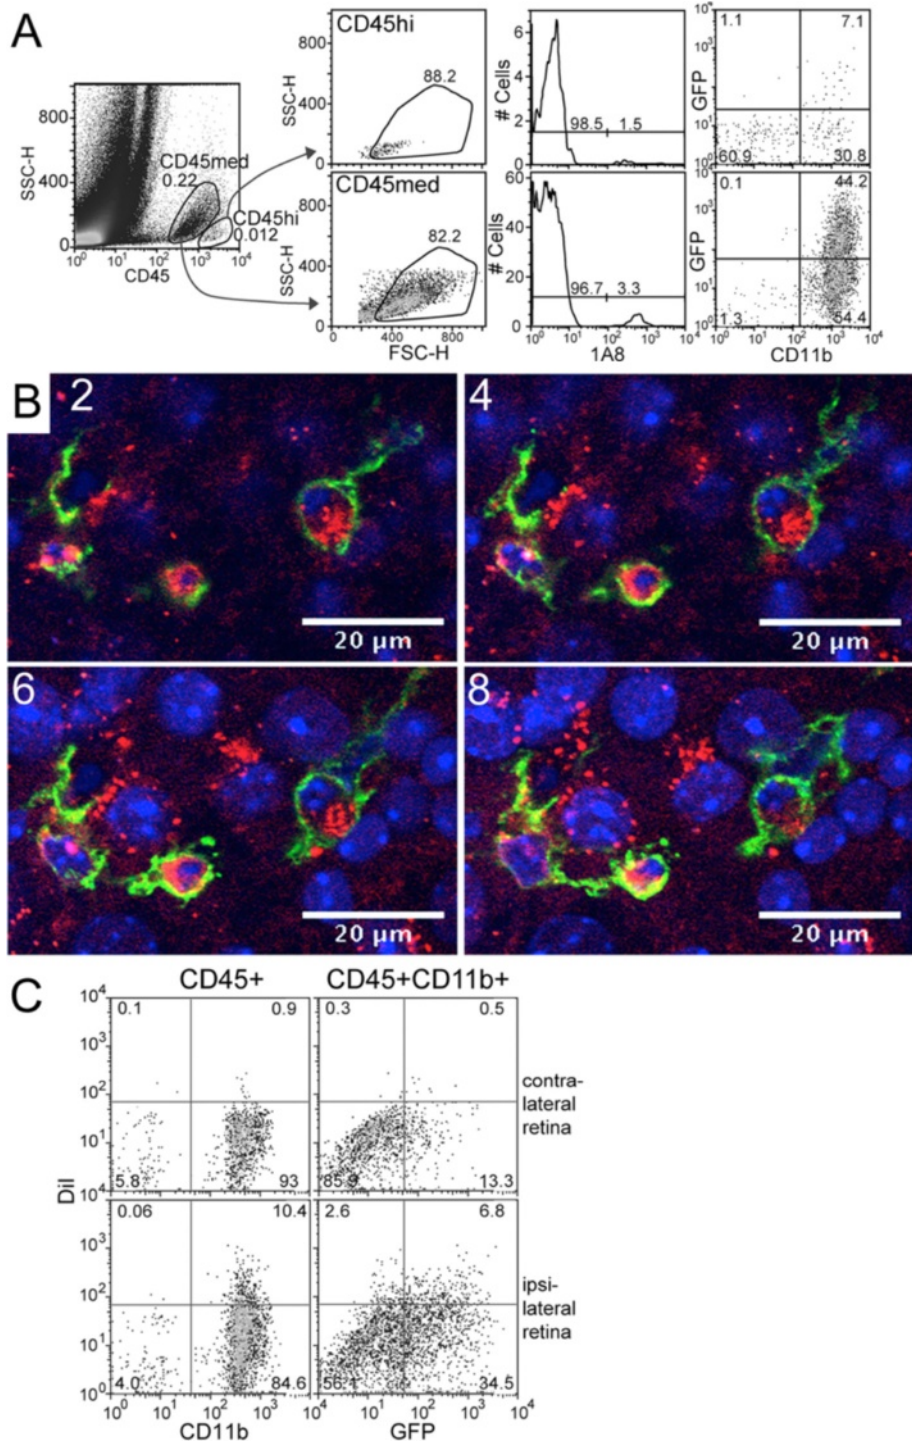 A
SSC-H
800
400
0
CD45med
0.22
CD45hi
0.012
10^0 10^1 10^2 10^3 10^4
CD45
CD45hi
SSC-H
800
400
0
88.2
CD45med
SSC-H
800
400
0
82.2
0 400 800
FSC-H
# Cells
6
4
2
0
98.5 1.5
# Cells
60
40
20
0
96.7 3.3
10^0 10^1 10^2 10^3 10^4
1A8
GFP
1.1 7.1
60.9 30.8
GFP
0.1 44.2
1.3 54.4
10^0 10^1 10^2 10^3 10^4
CD11b
B
2
20 µm
4
20 µm
6
20 µm
8
20 µm
C
CD45+ CD45+CD11b+
10^4
10^3
10^2
10^1
10^4
0.1 0.9
5.8 93
0.3 0.5
85.9 13.3
contra-
lateral
retina
DiI
10^3
10^2
10^1
10^0
0.06 10.4
4.0 84.6
2.6 6.8
56.1 34.5
ipsi-
lateral
retina
10^0 10^1 10^2 10^3
CD11b
10^0 10^1 10^2 10^3 10^4
GFP